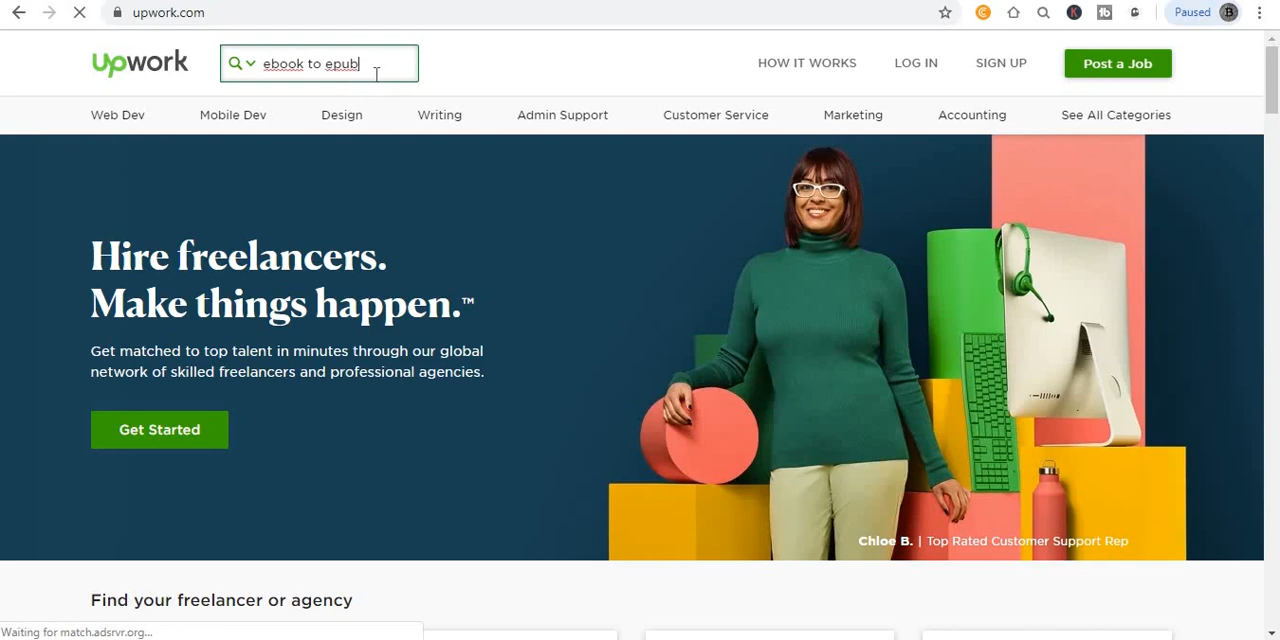 upwork.com
Paused
upwork
ebook to epub
HOW IT WORKS
LOG IN
SIGN UP
Post a Job
Web Dev
Mobile Dev
Design
Writing
Admin Support
Customer Service
Marketing
Accounting
See All Categories
Hire freelancers.
Make things happen.™
Get matched to top talent in minutes through our global
network of skilled freelancers and professional agencies.
Get Started
Chloe B. | Top Rated Customer Support Rep
Find your freelancer or agency
Waiting for match.adsrvr.org...